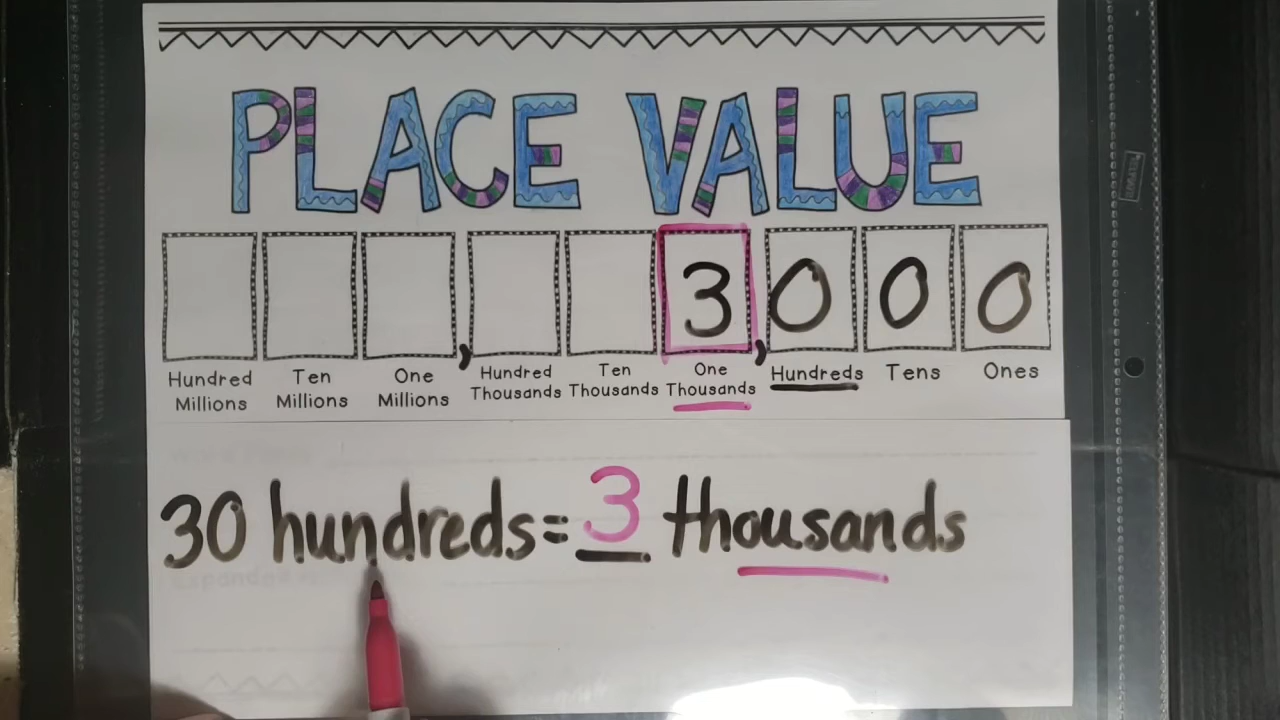 PLACE VALUE
3,000
Hundred Millions Ten Millions One Millions Hundred Thousands Ten Thousands One Thousands Hundreds Tens Ones
30 hundreds = 3 thousands